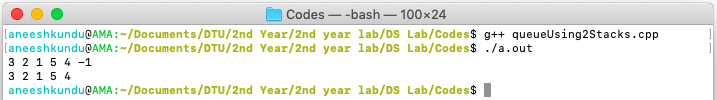 Codes — -bash — 100×24
[aneeshkundu@AMA:~/Documents/DTU/2nd Year/2nd year lab/DS Lab/Codes$ g++ queueUsing2Stacks.cpp ]
[aneeshkundu@AMA:~/Documents/DTU/2nd Year/2nd year lab/DS Lab/Codes$ ./a.out ]
3 2 1 5 4 -1
3 2 1 5 4
aneeshkundu@AMA:~/Documents/DTU/2nd Year/2nd year lab/DS Lab/Codes$